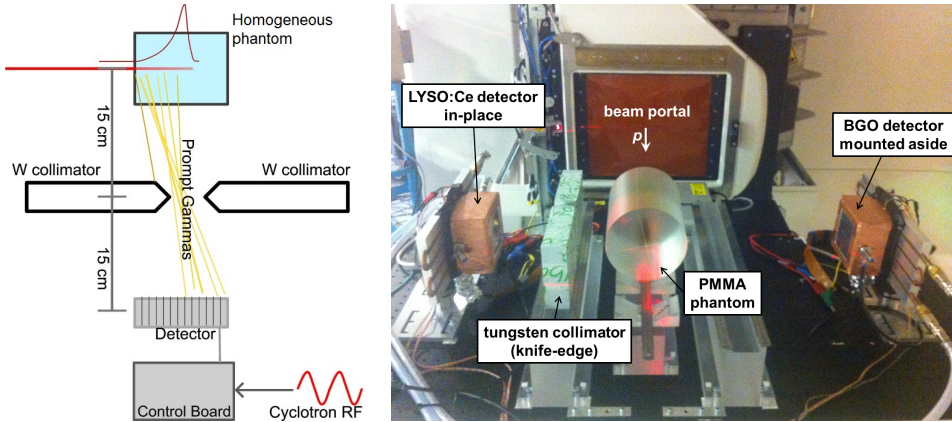 Homogeneous
phantom
15 cm
W collimator
W collimator
Prompt Gammas
15 cm
Detector
Control Board
Cyclotron RF
LYSO:Ce detector
in-place
beam portal
p
BGO detector
mounted aside
PMMA
phantom
tungsten collimator
(knife-edge)